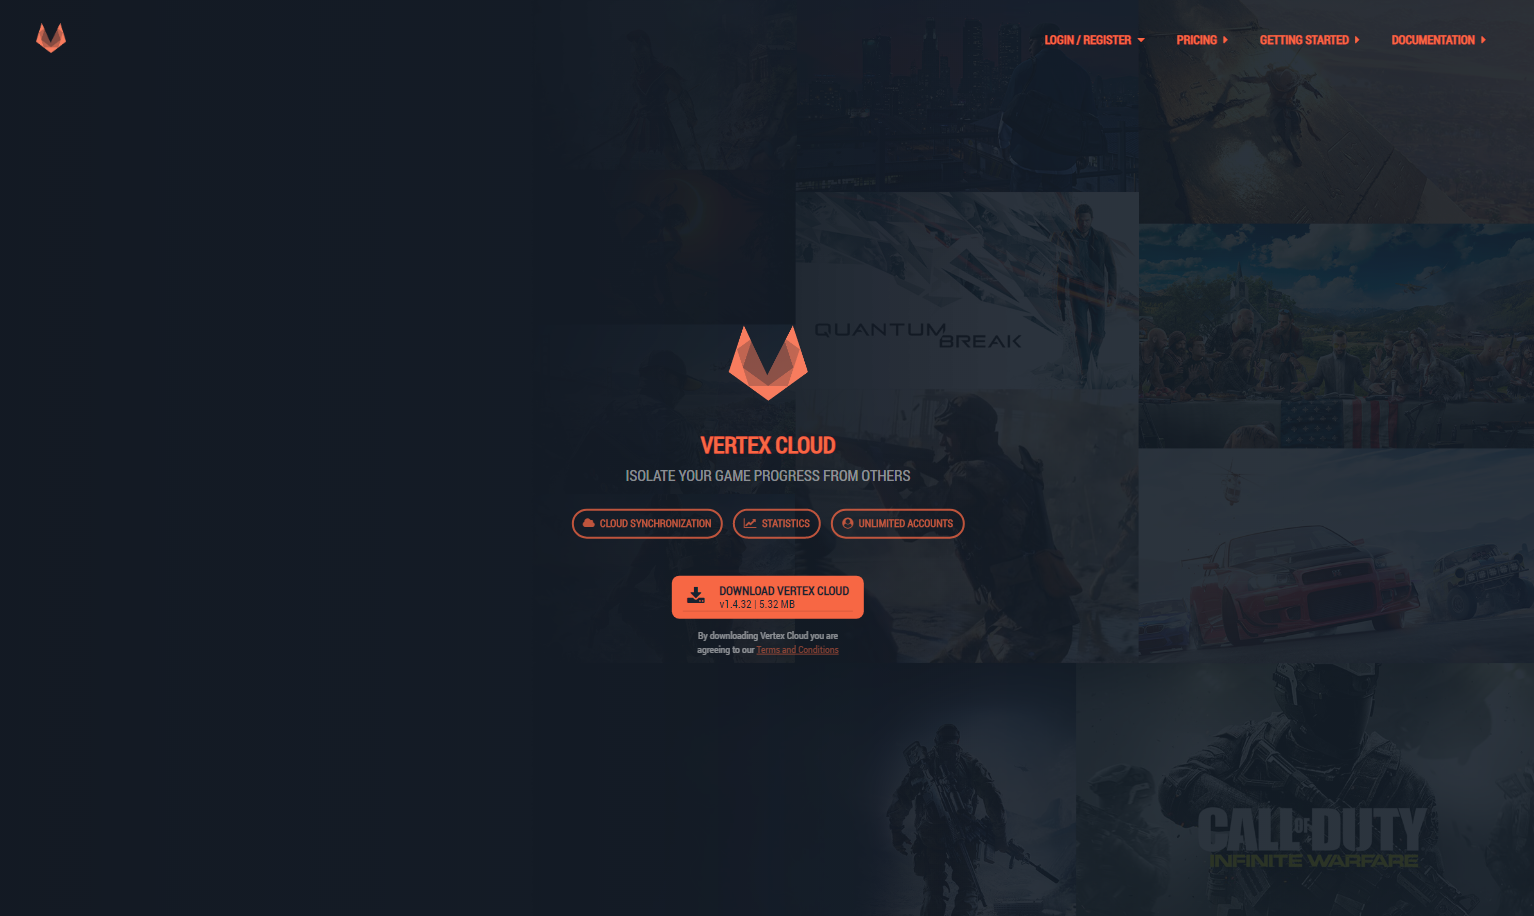 LOGIN / REGISTER
PRICING
GETTING STARTED
DOCUMENTATION
QUANTUM
BREAK
VERTEX CLOUD
ISOLATE YOUR GAME PROGRESS FROM OTHERS
CLOUD SYNCHRONIZATION
STATISTICS
UNLIMITED ACCOUNTS
DOWNLOAD VERTEX CLOUD
v1.4.32 | 5.32 MB
By downloading Vertex Cloud you are
agreeing to our Terms and Conditions
CALL OF DUTY
INFINITE WARFARE